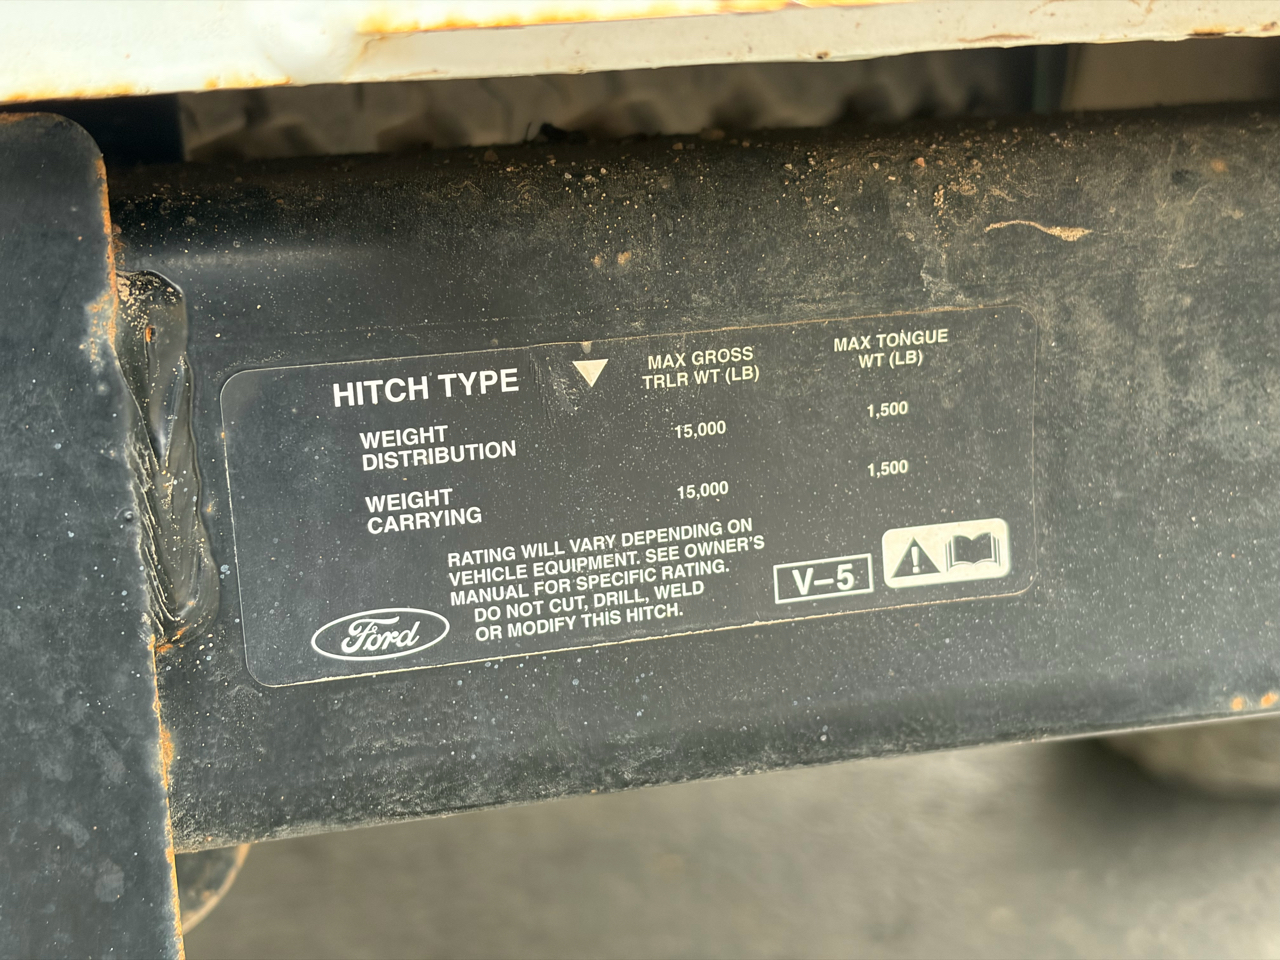 HITCH TYPE
MAX GROSS
TRLR WT (LB)
MAX TONGUE
WT (LB)
WEIGHT
DISTRIBUTION
15,000
1,500
WEIGHT
CARRYING
15,000
1,500
RATING WILL VARY DEPENDING ON
VEHICLE EQUIPMENT. SEE OWNER'S
MANUAL FOR SPECIFIC RATING.
DO NOT CUT, DRILL, WELD
OR MODIFY THIS HITCH.
Ford
V–5